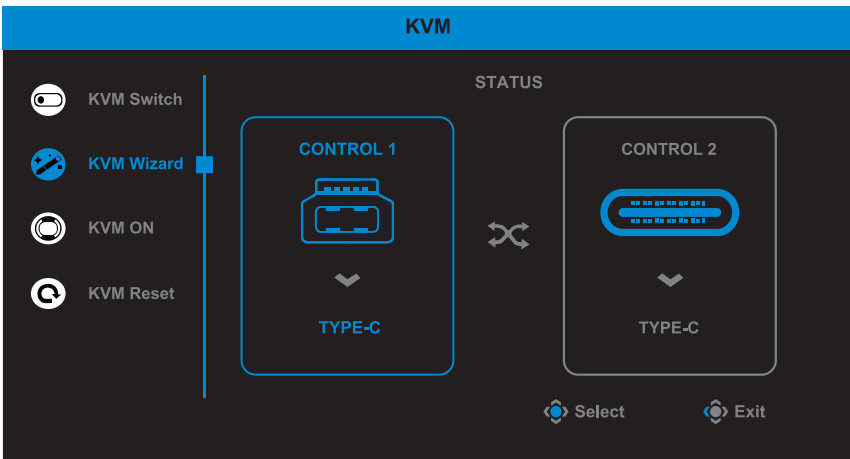 KVM
STATUS
KVM Switch
KVM Wizard
KVM ON
KVM Reset
CONTROL 1
TYPE-C
CONTROL 2
TYPE-C
Select
Exit